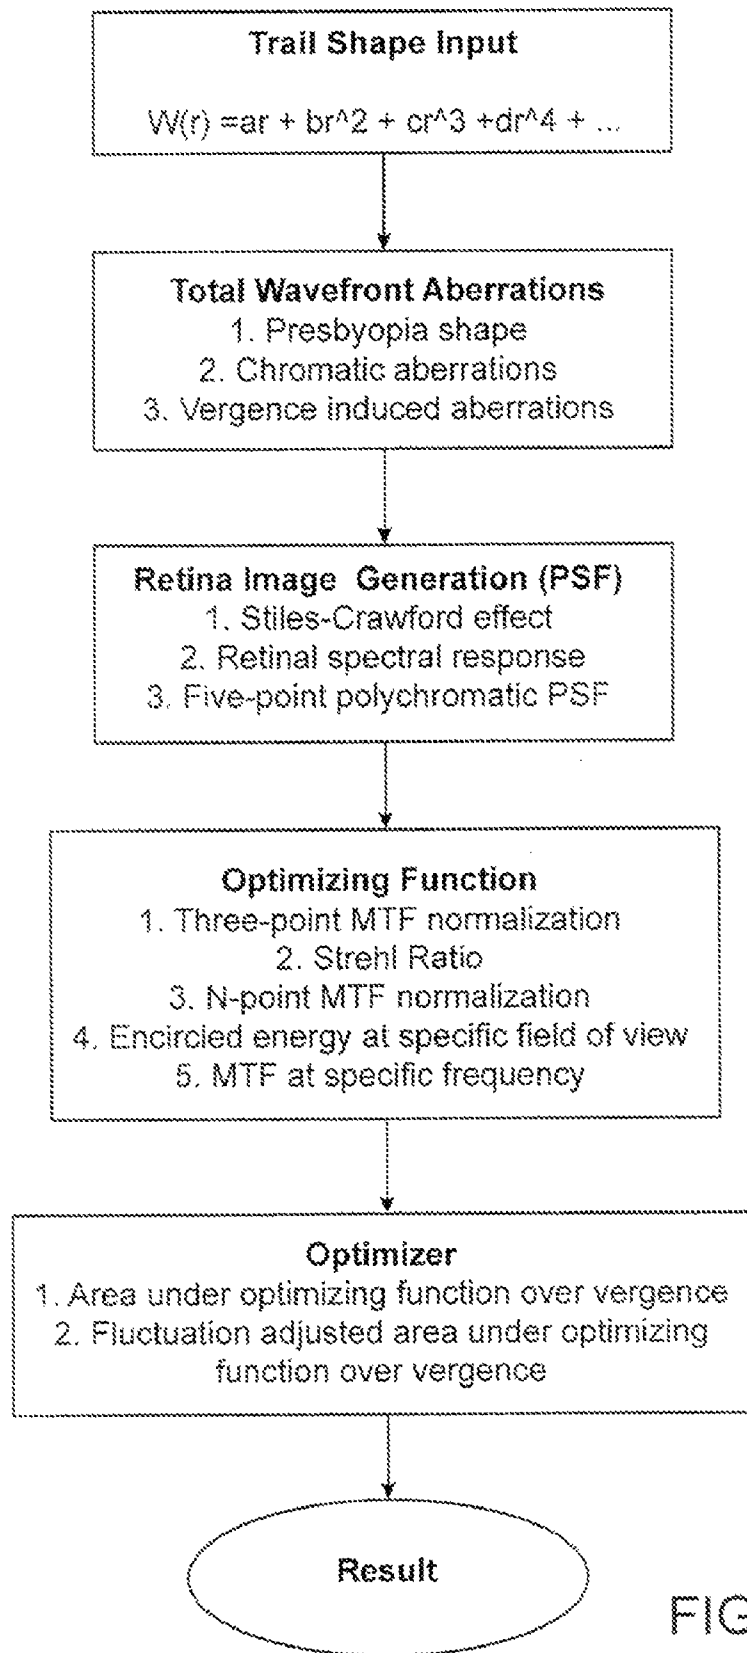 Trail Shape Input
W(r) =ar + br^2 + cr^3 +dr^4 + ...
Total Wavefront Aberrations
1. Presbyopia shape
2. Chromatic aberrations
3. Vergence induced aberrations
Retina Image Generation (PSF)
1. Stiles-Crawford effect
2. Retinal spectral response
3. Five-point polychromatic PSF
Optimizing Function
1. Three-point MTF normalization
2. Strehl Ratio
3. N-point MTF normalization
4. Encircled energy at specific field of view
5. MTF at specific frequency
Optimizer
1. Area under optimizing function over vergence
2. Fluctuation adjusted area under optimizing
function over vergence
Result
FIG